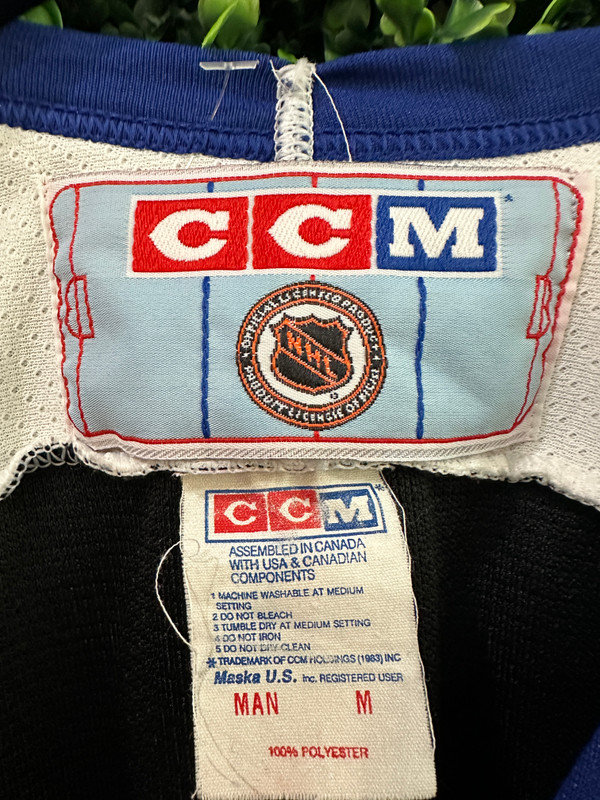 CCM*
OFFICIAL LICENSED PRODUCT
NHL
PRODUIT LICENCIE OFFICIEL
CCM*
ASSEMBLED IN CANADA
WITH USA & CANADIAN
COMPONENTS
1 MACHINE WASHABLE AT MEDIUM
SETTING
2 DO NOT BLEACH
3 TUMBLE DRY AT MEDIUM SETTING
4 DO NOT IRON
5 DO NOT DRY CLEAN
*TRADEMARK OF CCM HOLDINGS (1983) INC
Maska U.S. Inc. REGISTERED USER
MAN M
100% POLYESTER